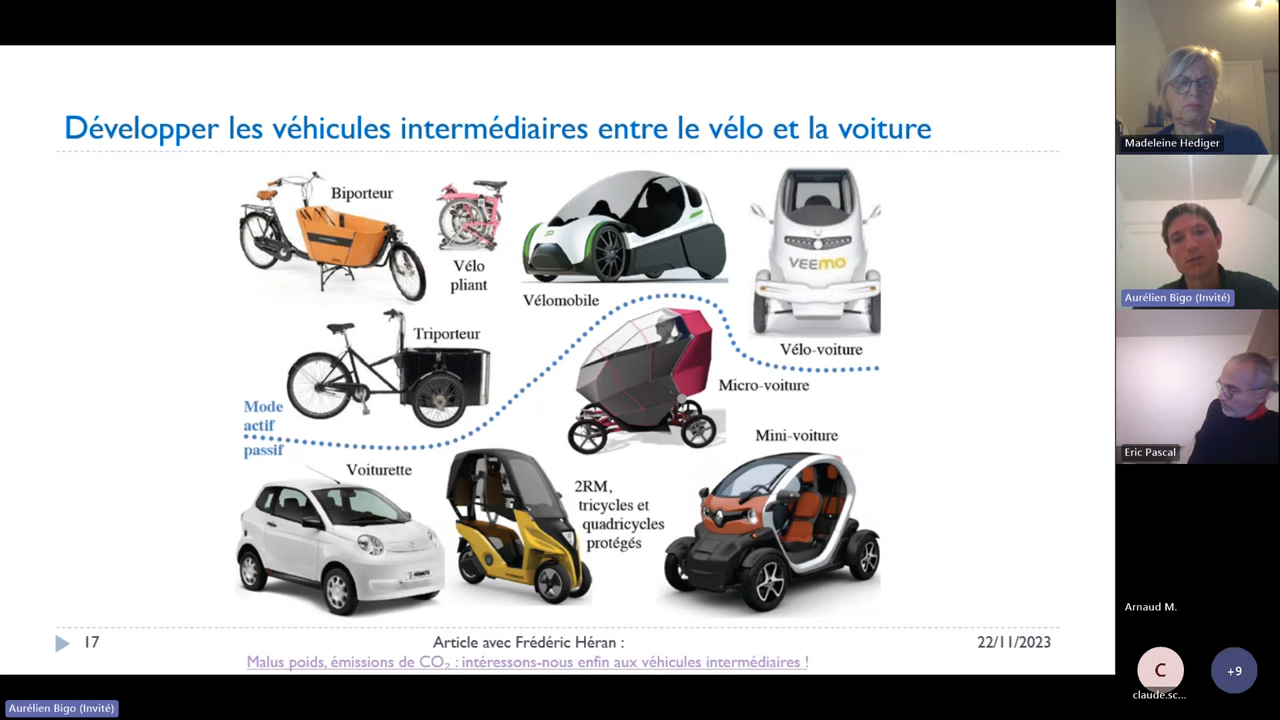 Développer les véhicules intermédiaires entre le vélo et la voiture
Biporteur
Vélo
pliant
Vélomobile
VEEMO
Vélo-voiture
Triporteur
Micro-voiture
Mode
actif
passif
Voiturette
2RM,
tricycles et
quadricycles
protégés
Mini-voiture
17
Article avec Frédéric Héran :
22/11/2023
Malus poids, émissions de CO₂ : intéressons-nous enfin aux véhicules intermédiaires !
Aurélien Bigo (Invité)
Madeleine Hediger
Aurélien Bigo (Invité)
Eric Pascal
Arnaud M.
C
claude.sc...
+9